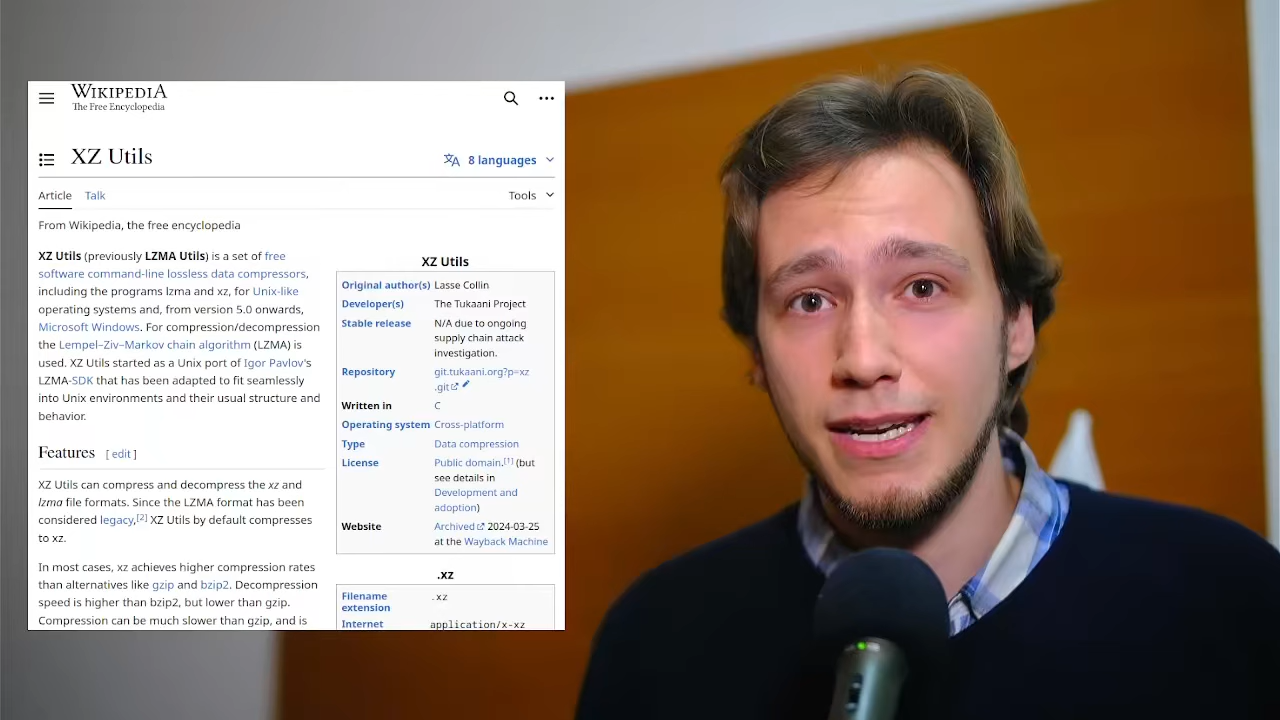 WIKIPEDIA
The Free Encyclopedia
XZ Utils
8 languages
Article Talk
Tools
From Wikipedia, the free encyclopedia
XZ Utils (previously LZMA Utils) is a set of free
software command-line lossless data compressors,
including the programs lzma and xz, for Unix-like
operating systems and, from version 5.0 onwards,
Microsoft Windows. For compression/decompression
the Lempel–Ziv–Markov chain algorithm (LZMA) is
used. XZ Utils started as a Unix port of Igor Pavlov's
LZMA-SDK that has been adapted to fit seamlessly
into Unix environments and their usual structure and
behavior.
Features [ edit ]
XZ Utils can compress and decompress the xz and
lzma file formats. Since the LZMA format has been
considered legacy,[2] XZ Utils by default compresses
to xz.
In most cases, xz achieves higher compression rates
than alternatives like gzip and bzip2. Decompression
speed is higher than bzip2, but lower than gzip.
Compression can be much slower than gzip, and is
XZ Utils
Original author(s) Lasse Collin
Developer(s) The Tukaani Project
Stable release N/A due to ongoing
supply chain attack
investigation.
Repository git.tukaani.org?p=xz
.git
Written in C
Operating system Cross-platform
Type Data compression
License Public domain.[1] (but
see details in
Development and
adoption)
Website Archived 2024-03-25
at the Wayback Machine
.xz
Filename .xz
extension
Internet application/x-xz